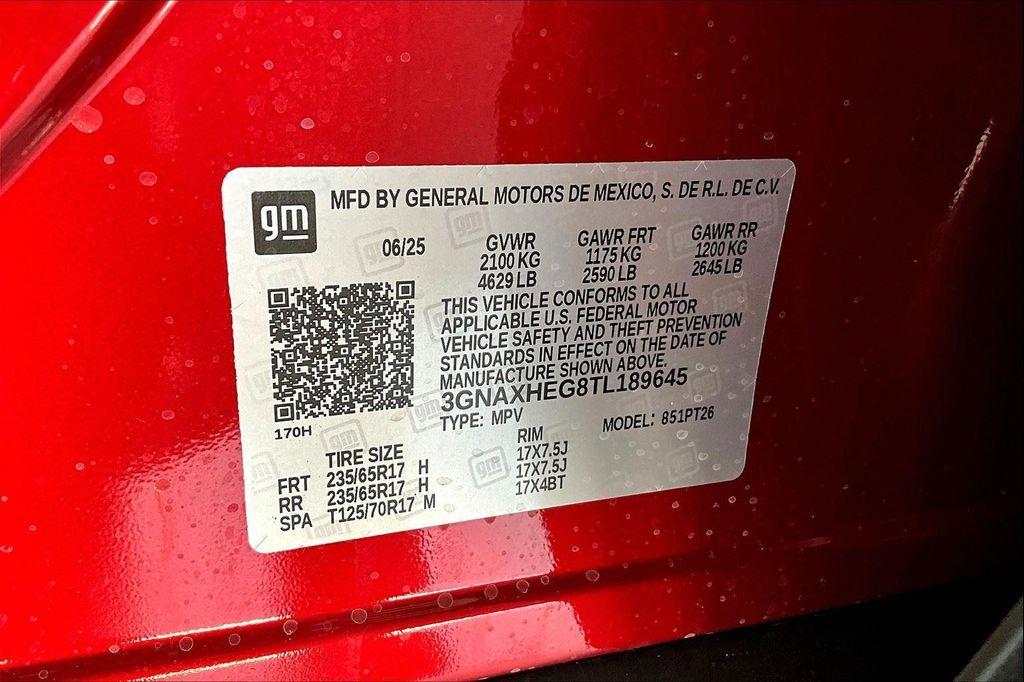 gm MFD BY GENERAL MOTORS DE MEXICO, S. DE R.L. DE C.V.
06/25 GVWR GAWR FRT GAWR RR
2100 KG 1175 KG 1200 KG
4629 LB 2590 LB 2645 LB
THIS VEHICLE CONFORMS TO ALL
APPLICABLE U.S. FEDERAL MOTOR
VEHICLE SAFETY AND THEFT PREVENTION
STANDARDS IN EFFECT ON THE DATE OF
MANUFACTURE SHOWN ABOVE.
3GNAXHEG8TL189645
TYPE: MPV MODEL: 851PT26
170H
TIRE SIZE RIM
FRT 235/65R17 H 17X7.5J
RR 235/65R17 H 17X7.5J
SPA T125/70R17 M 17X4BT